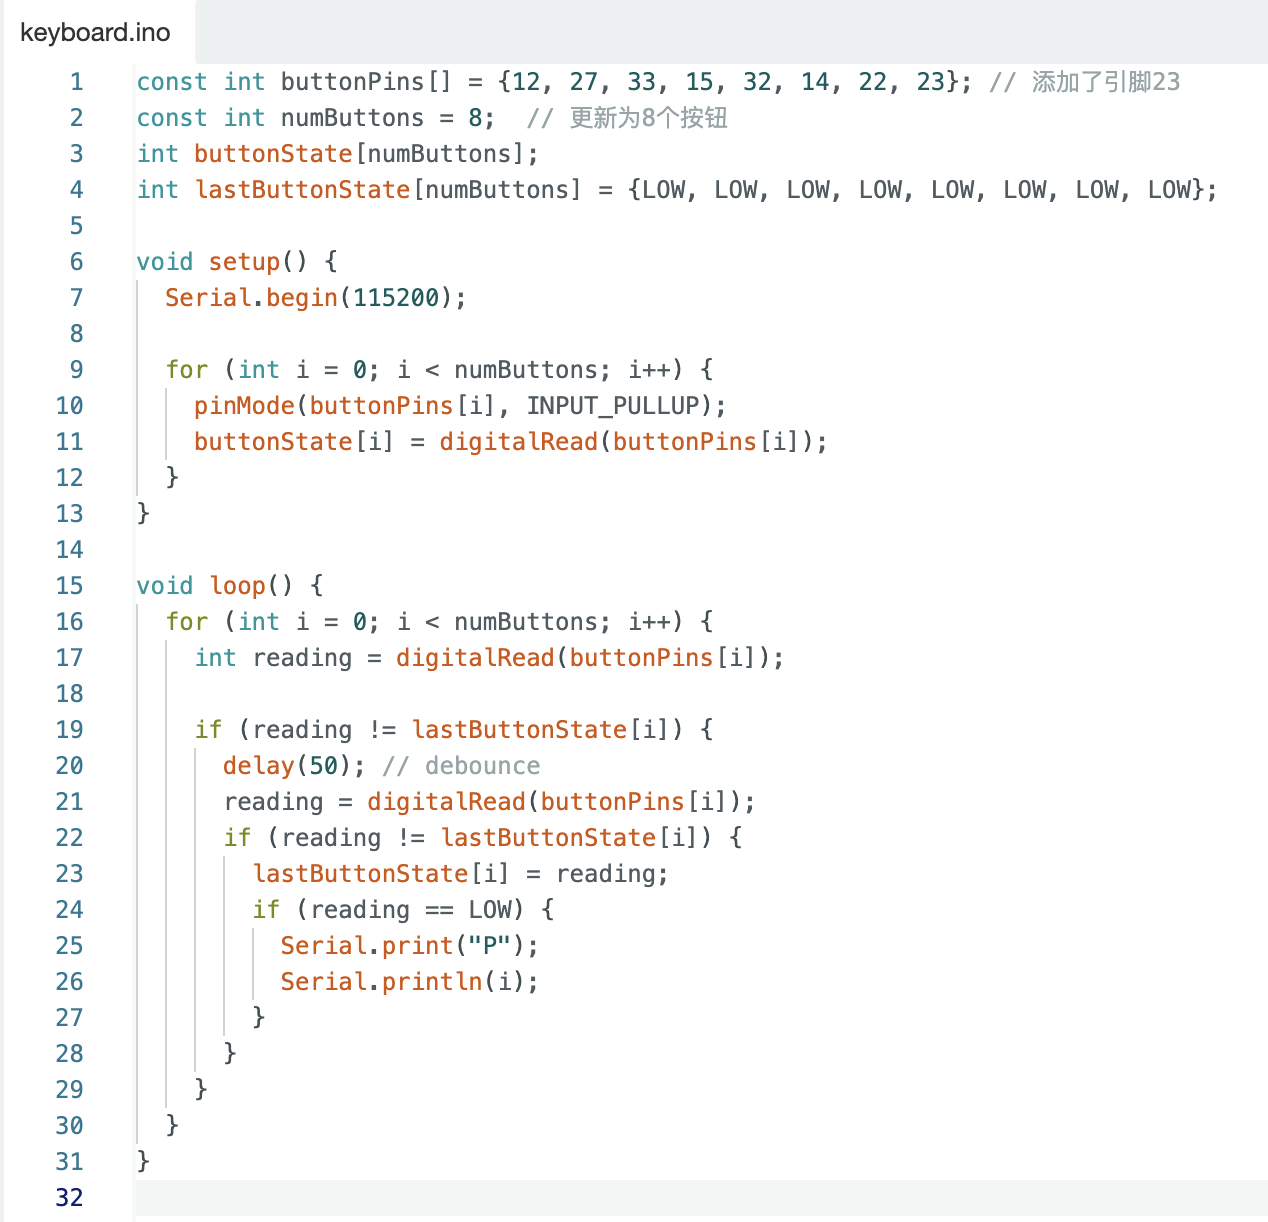 keyboard.ino
1 const int buttonPins[] = {12, 27, 33, 15, 32, 14, 22, 23}; // 添加了引脚23
2 const int numButtons = 8;  // 更新为8个按钮
3 int buttonState[numButtons];
4 int lastButtonState[numButtons] = {LOW, LOW, LOW, LOW, LOW, LOW, LOW, LOW};
5
6 void setup() {
7   Serial.begin(115200);
8
9   for (int i = 0; i < numButtons; i++) {
10     pinMode(buttonPins[i], INPUT_PULLUP);
11     buttonState[i] = digitalRead(buttonPins[i]);
12   }
13 }
14
15 void loop() {
16   for (int i = 0; i < numButtons; i++) {
17     int reading = digitalRead(buttonPins[i]);
18
19     if (reading != lastButtonState[i]) {
20       delay(50); // debounce
21       reading = digitalRead(buttonPins[i]);
22       if (reading != lastButtonState[i]) {
23         lastButtonState[i] = reading;
24         if (reading == LOW) {
25           Serial.print("P");
26           Serial.println(i);
27         }
28       }
29     }
30   }
31 }
32